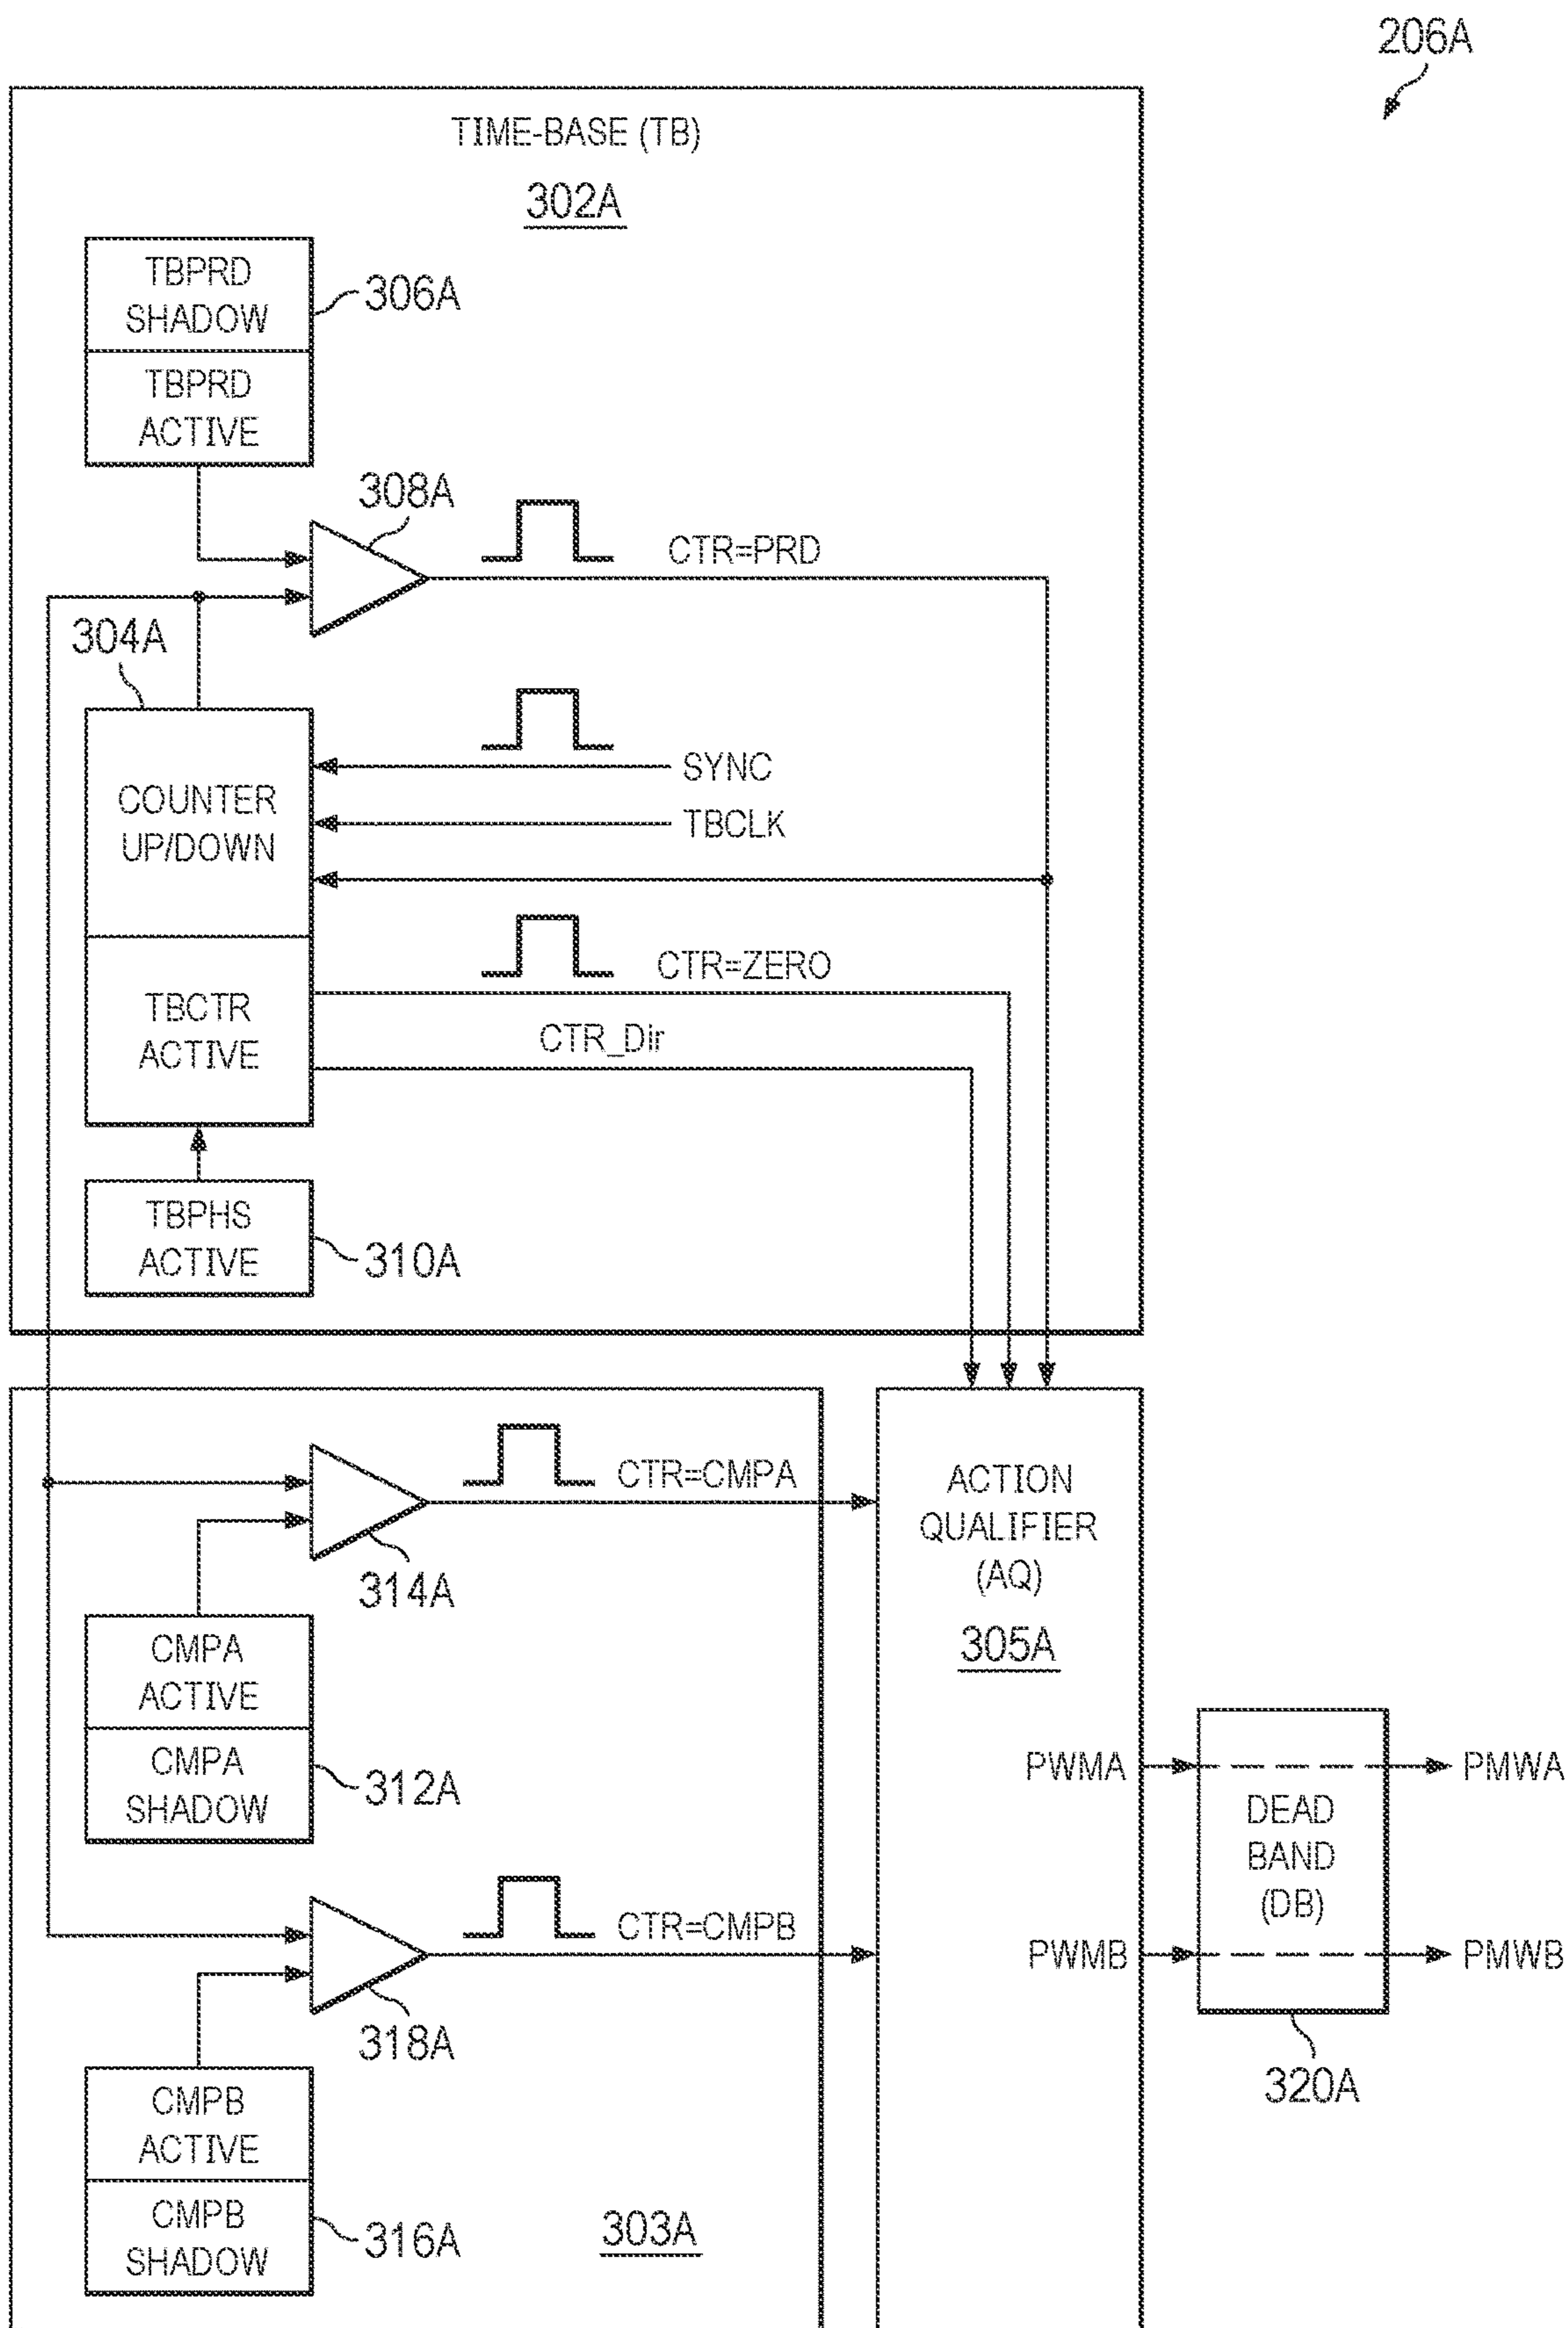 206A
TIME-BASE (TB)
302A
TBPRD
SHADOW
306A
TBPRD
ACTIVE
308A
CTR=PRD
304A
SYNC
COUNTER
UP/DOWN
TBCLK
CTR=ZERO
TBCTR
ACTIVE
CTR_Dir
TBPHS
ACTIVE
310A
CTR=CMPA
314A
ACTION
QUALIFIER
(AQ)
305A
CMPA
ACTIVE
CMPA
SHADOW
312A
PWMA
PMWA
DEAD
BAND
(DB)
CTR=CMPB
PWMB
PMWB
318A
320A
CMPB
ACTIVE
CMPB
SHADOW
316A
303A